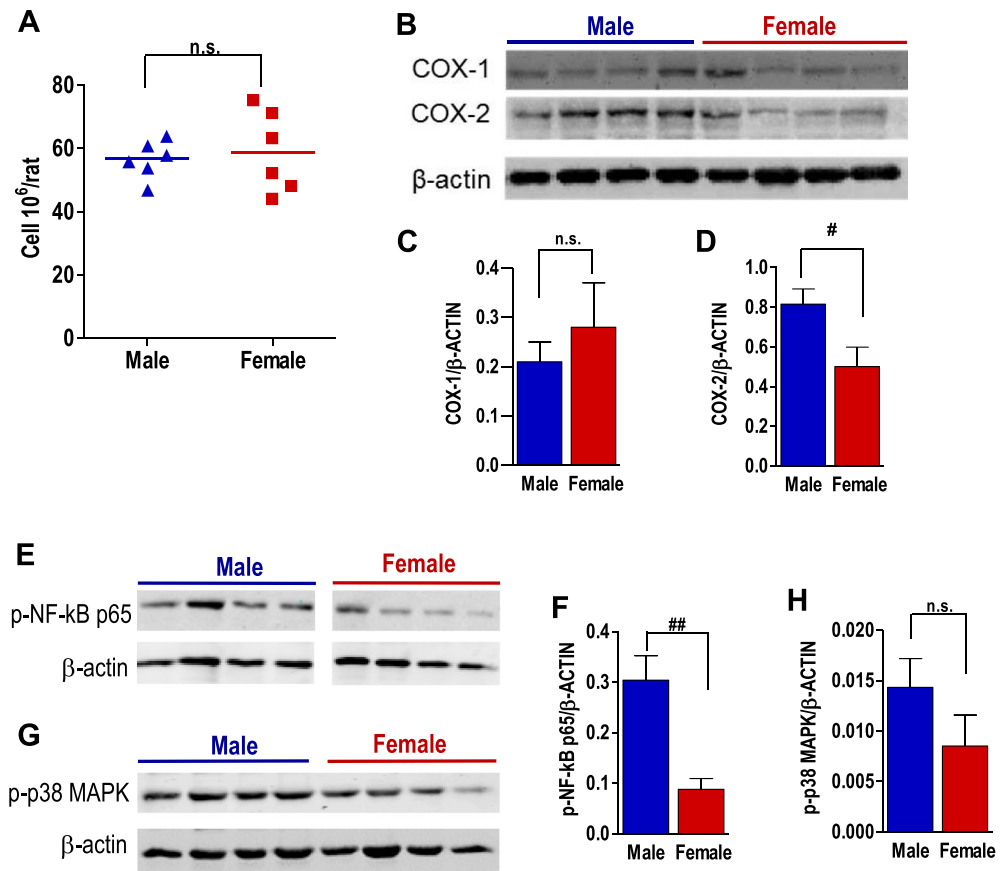 A
n.s.
80
60
40
20
0
Cell 10⁶/rat
Male Female
B
Male Female
COX-1
COX-2
β-actin
C
n.s.
0.4
0.3
0.2
0.1
0.0
COX-1/β-ACTIN
Male Female
D
#
1.0
0.8
0.6
0.4
0.2
0.0
COX-2/β-ACTIN
Male Female
E
Male Female
p-NF-kB p65
β-actin
F
##
0.4
0.3
0.2
0.1
0.0
p-NF-kB p65/β-ACTIN
Male Female
G
Male Female
p-p38 MAPK
β-actin
H
n.s.
0.020
0.015
0.010
0.005
0.000
p-p38 MAPK/β-ACTIN
Male Female